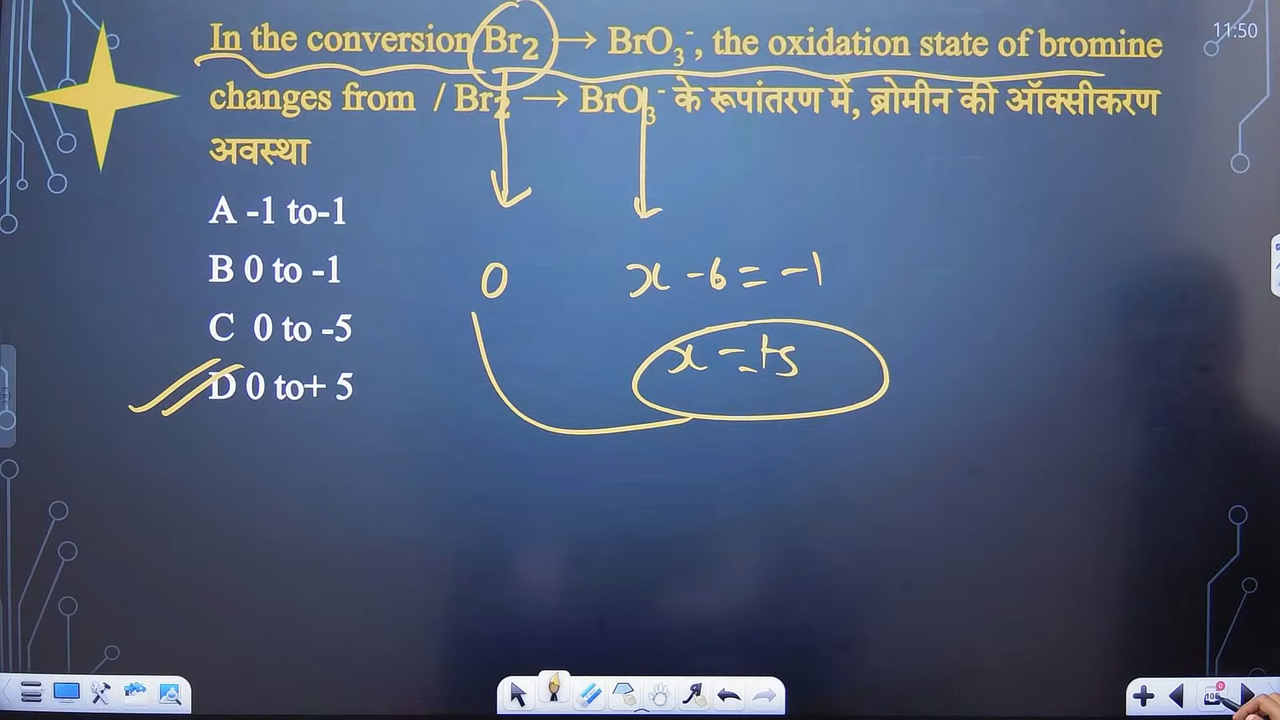 11:50
In the conversion Br₂ → BrO₃⁻, the oxidation state of bromine
changes from / Br₂ → BrO₃⁻ के रूपांतरण में, ब्रोमीन की ऑक्सीकरण
अवस्था
A -1 to-1
B 0 to -1
C 0 to -5
D 0 to+ 5
0
x - 6 = -1
x = +5